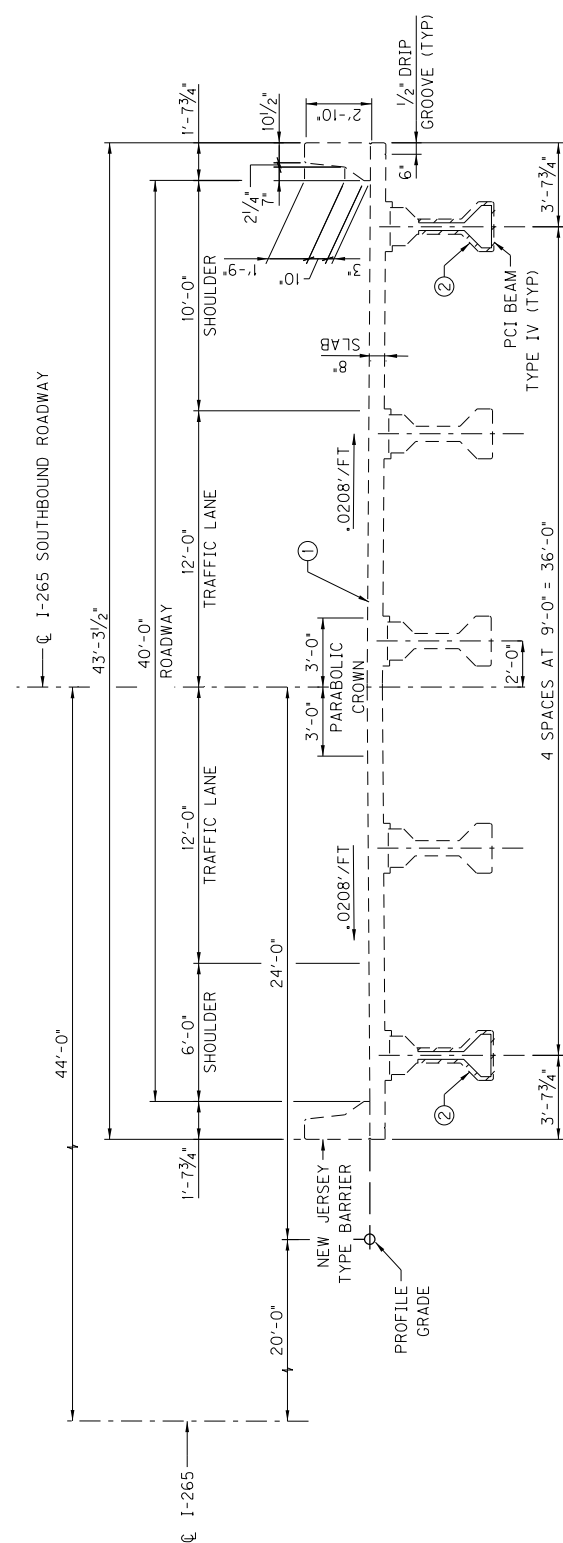 ℄ I-265 SOUTHBOUND ROADWAY
44'-0"
43'-3½"
40'-0"
ROADWAY
1'-7¾"
6'-0"
SHOULDER
12'-0"
TRAFFIC LANE
12'-0"
TRAFFIC LANE
10'-0"
SHOULDER
1'-7¾"
10½"
2¼"
7"
2'-10"
1'-9"
10"
3"
℄ I-265
20'-0"
24'-0"
NEW JERSEY
TYPE BARRIER
PROFILE
GRADE
.0208'/FT
3'-0"
3'-0"
PARABOLIC
CROWN
1
.0208'/FT
8"
SLAB
6"
½" DRIP
GROOVE (TYP)
2
2
PCI BEAM
TYPE IV (TYP)
2'-0"
3'-7¾"
4 SPACES AT 9'-0" = 36'-0"
3'-7¾"